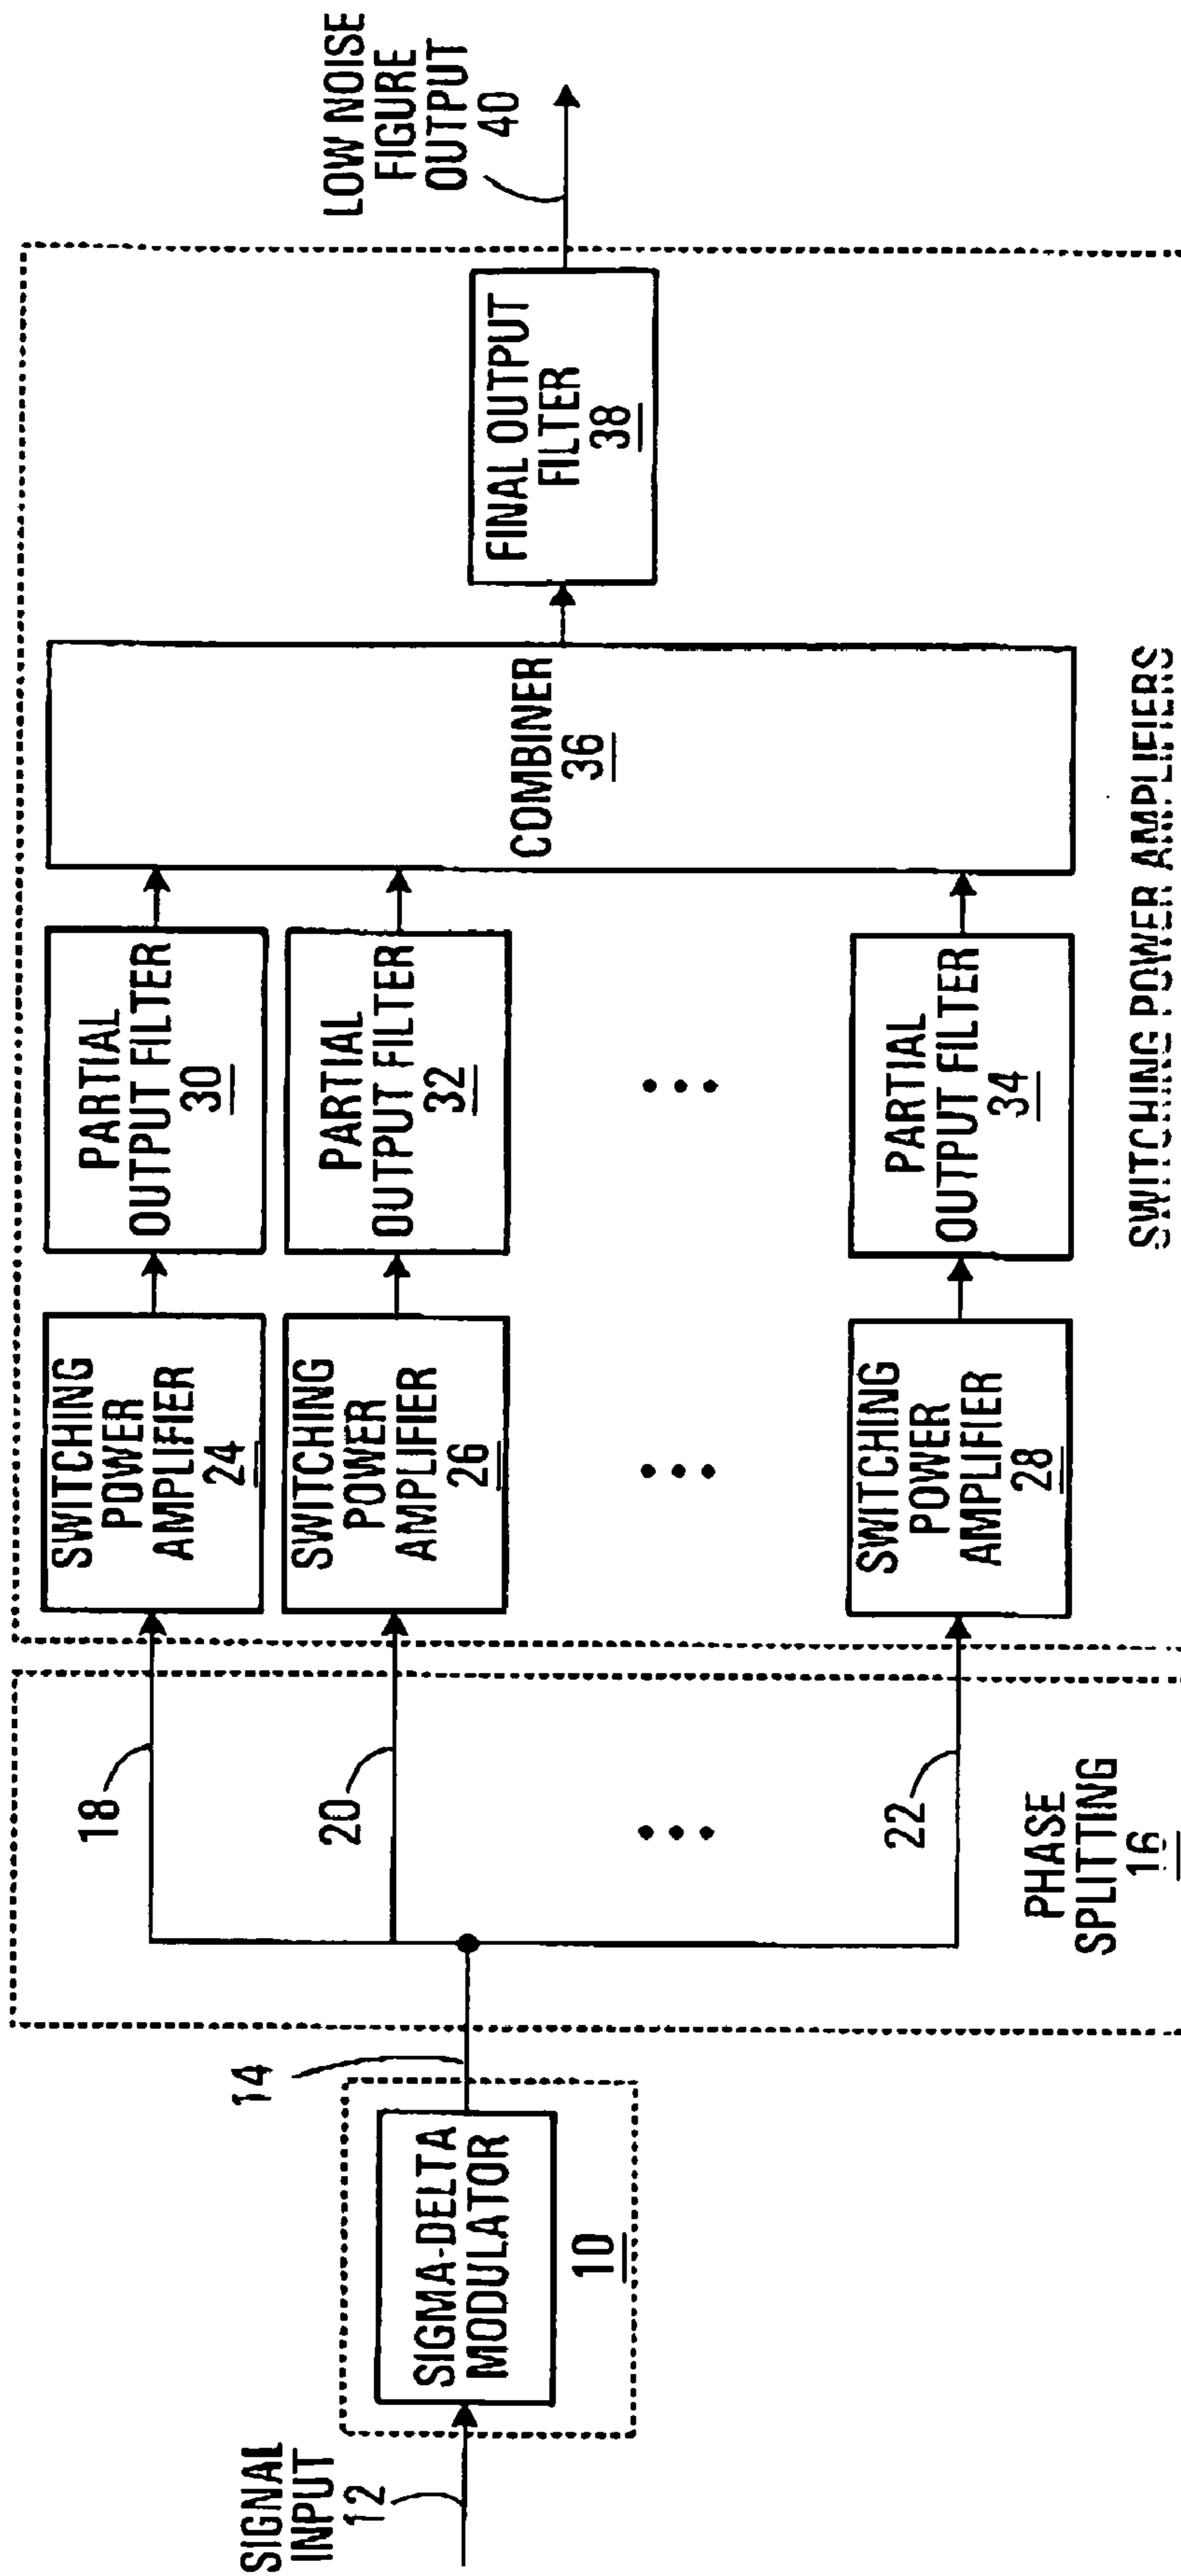 SIGNAL
INPUT
12
SIGMA-DELTA
MODULATOR
10
14
18
20
22
PHASE
SPLITTING
16
SWITCHING
POWER
AMPLIFIER
24
SWITCHING
POWER
AMPLIFIER
26
SWITCHING
POWER
AMPLIFIER
28
PARTIAL
OUTPUT FILTER
30
PARTIAL
OUTPUT FILTER
32
PARTIAL
OUTPUT FILTER
34
COMBINER
36
FINAL OUTPUT
FILTER
38
LOW NOISE
FIGURE
OUTPUT
40
SWITCHING POWER AMPLIFIERS